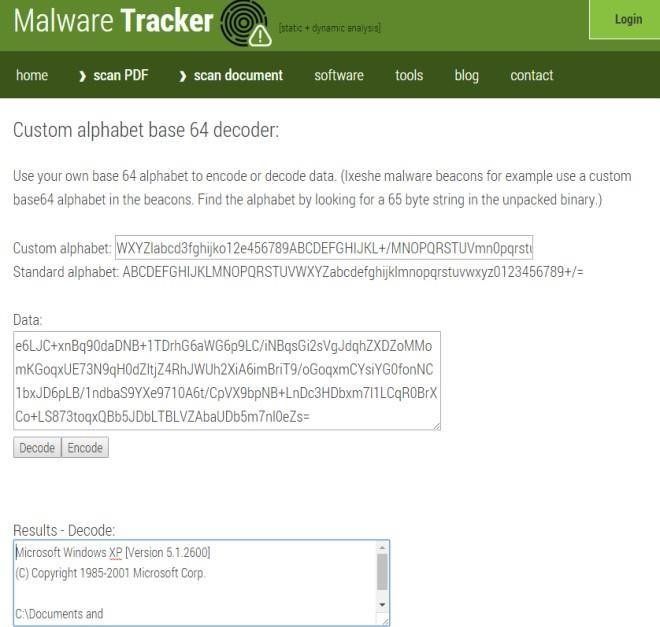 Malware Tracker
[static + dynamic analysis]
Login
home ❯ scan PDF ❯ scan document software tools blog contact
Custom alphabet base 64 decoder:
Use your own base 64 alphabet to encode or decode data. (Ixeshe malware beacons for example use a custom
base64 alphabet in the beacons. Find the alphabet by looking for a 65 byte string in the unpacked binary.)
Custom alphabet: WXYZlabcd3fghijko12e456789ABCDEFGHIJKL+/MNOPQRSTUVmn0pqrstu
Standard alphabet: ABCDEFGHIJKLMNOPQRSTUVWXYZabcdefghijklmnopqrstuvwxyz0123456789+/=
Data:
e6LJC+xnBq90daDNB+1TDrhG6aWG6p9LC/iNBqsGi2sVgJdqhZXDZoMMo
mKGoqxUE73N9qH0dZItjZ4RhJWUh2XiA6imBriT9/oGoqxmCYsiYG0fonNC
1bxJD6pLB/1ndbaS9YXe9710A6t/CpVX9bpNB+LnDc3HDbxm7l1LCqR0BrX
Co+LS873toqxQBb5JDbLTBLVZAbaUDb5m7nl0eZs=
Decode Encode
Results - Decode:
Microsoft Windows XP [Version 5.1.2600]
(C) Copyright 1985-2001 Microsoft Corp.
C:\Documents and